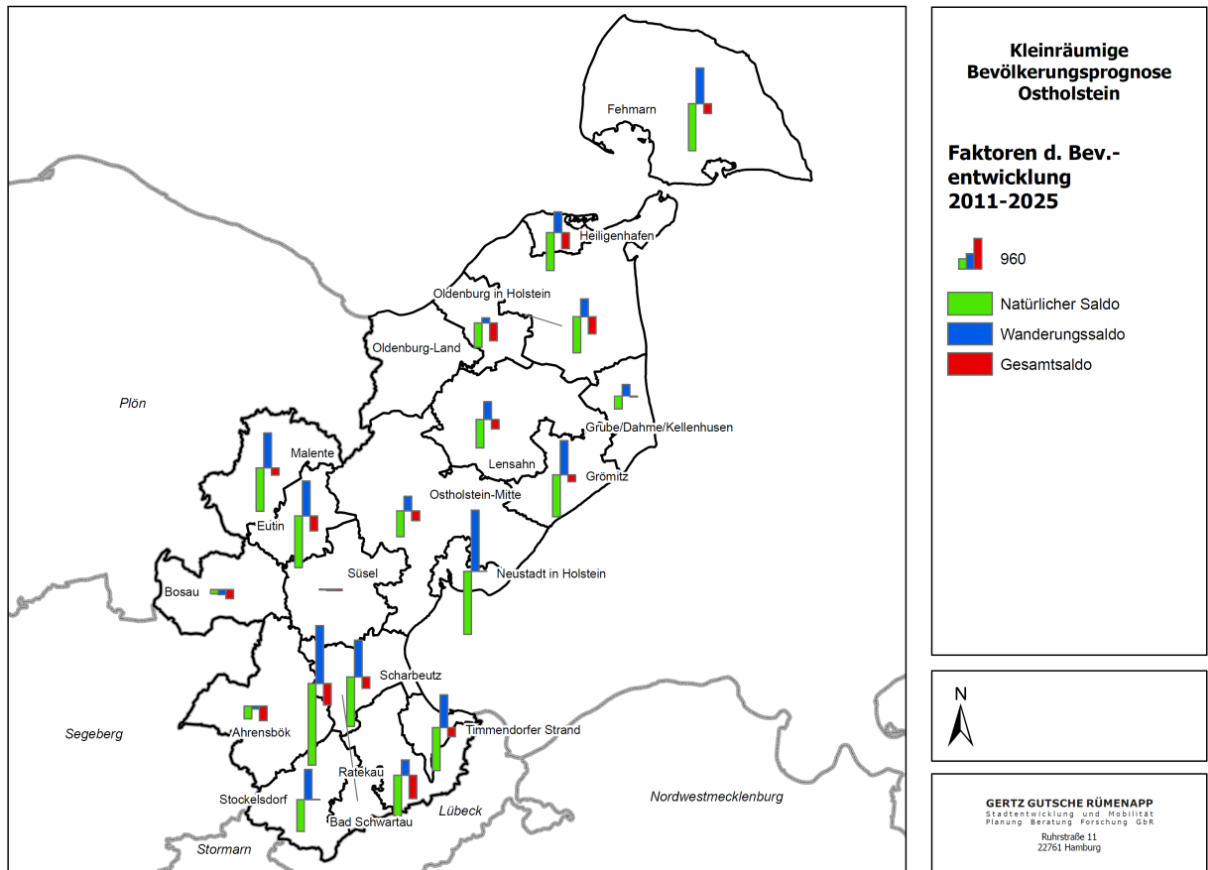 Fehmarn
Heiligenhafen
Oldenburg in Holstein
Oldenburg-Land
Plön
Grube/Dahme/Kellenhusen
Malente
Lensahn
Grömitz
Ostholstein-Mitte
Eutin
Süsel
Neustadt in Holstein
Bosau
Scharbeutz
Segeberg
Ahrensbök
Timmendorfer Strand
Ratekau
Stockelsdorf
Nordwestmecklenburg
Lübeck
Bad Schwartau
Stormarn
Kleinräumige
Bevölkerungsprognose
Ostholstein
Faktoren d. Bev.-
entwicklung
2011-2025
960
Natürlicher Saldo
Wanderungssaldo
Gesamtsaldo
N
GERTZ GUTSCHE RÜMENAPP
Stadtentwicklung und Mobilität
Planung Beratung Forschung GbR
Ruhrstraße 11
22761 Hamburg